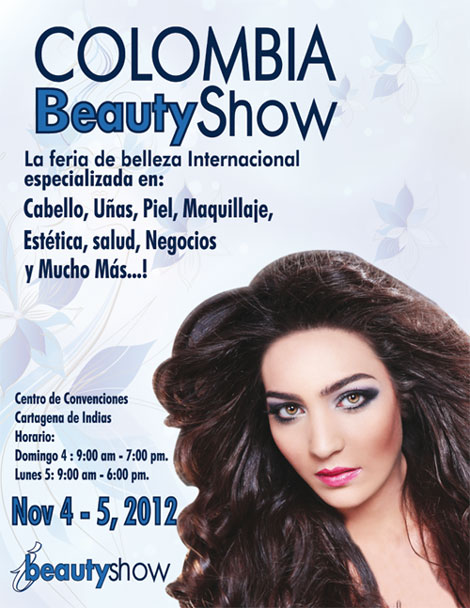 COLOMBIA
BeautyShow
La feria de belleza Internacional
especializada en:
Cabello, Uñas, Piel, Maquillaje,
Estética, salud, Negocios
y Mucho Más...!
Centro de Convenciones
Cartagena de Indias
Horario:
Domingo 4 : 9:00 am - 7:00 pm.
Lunes 5: 9:00 am - 6:00 pm.
Nov 4 - 5, 2012
beautyshow